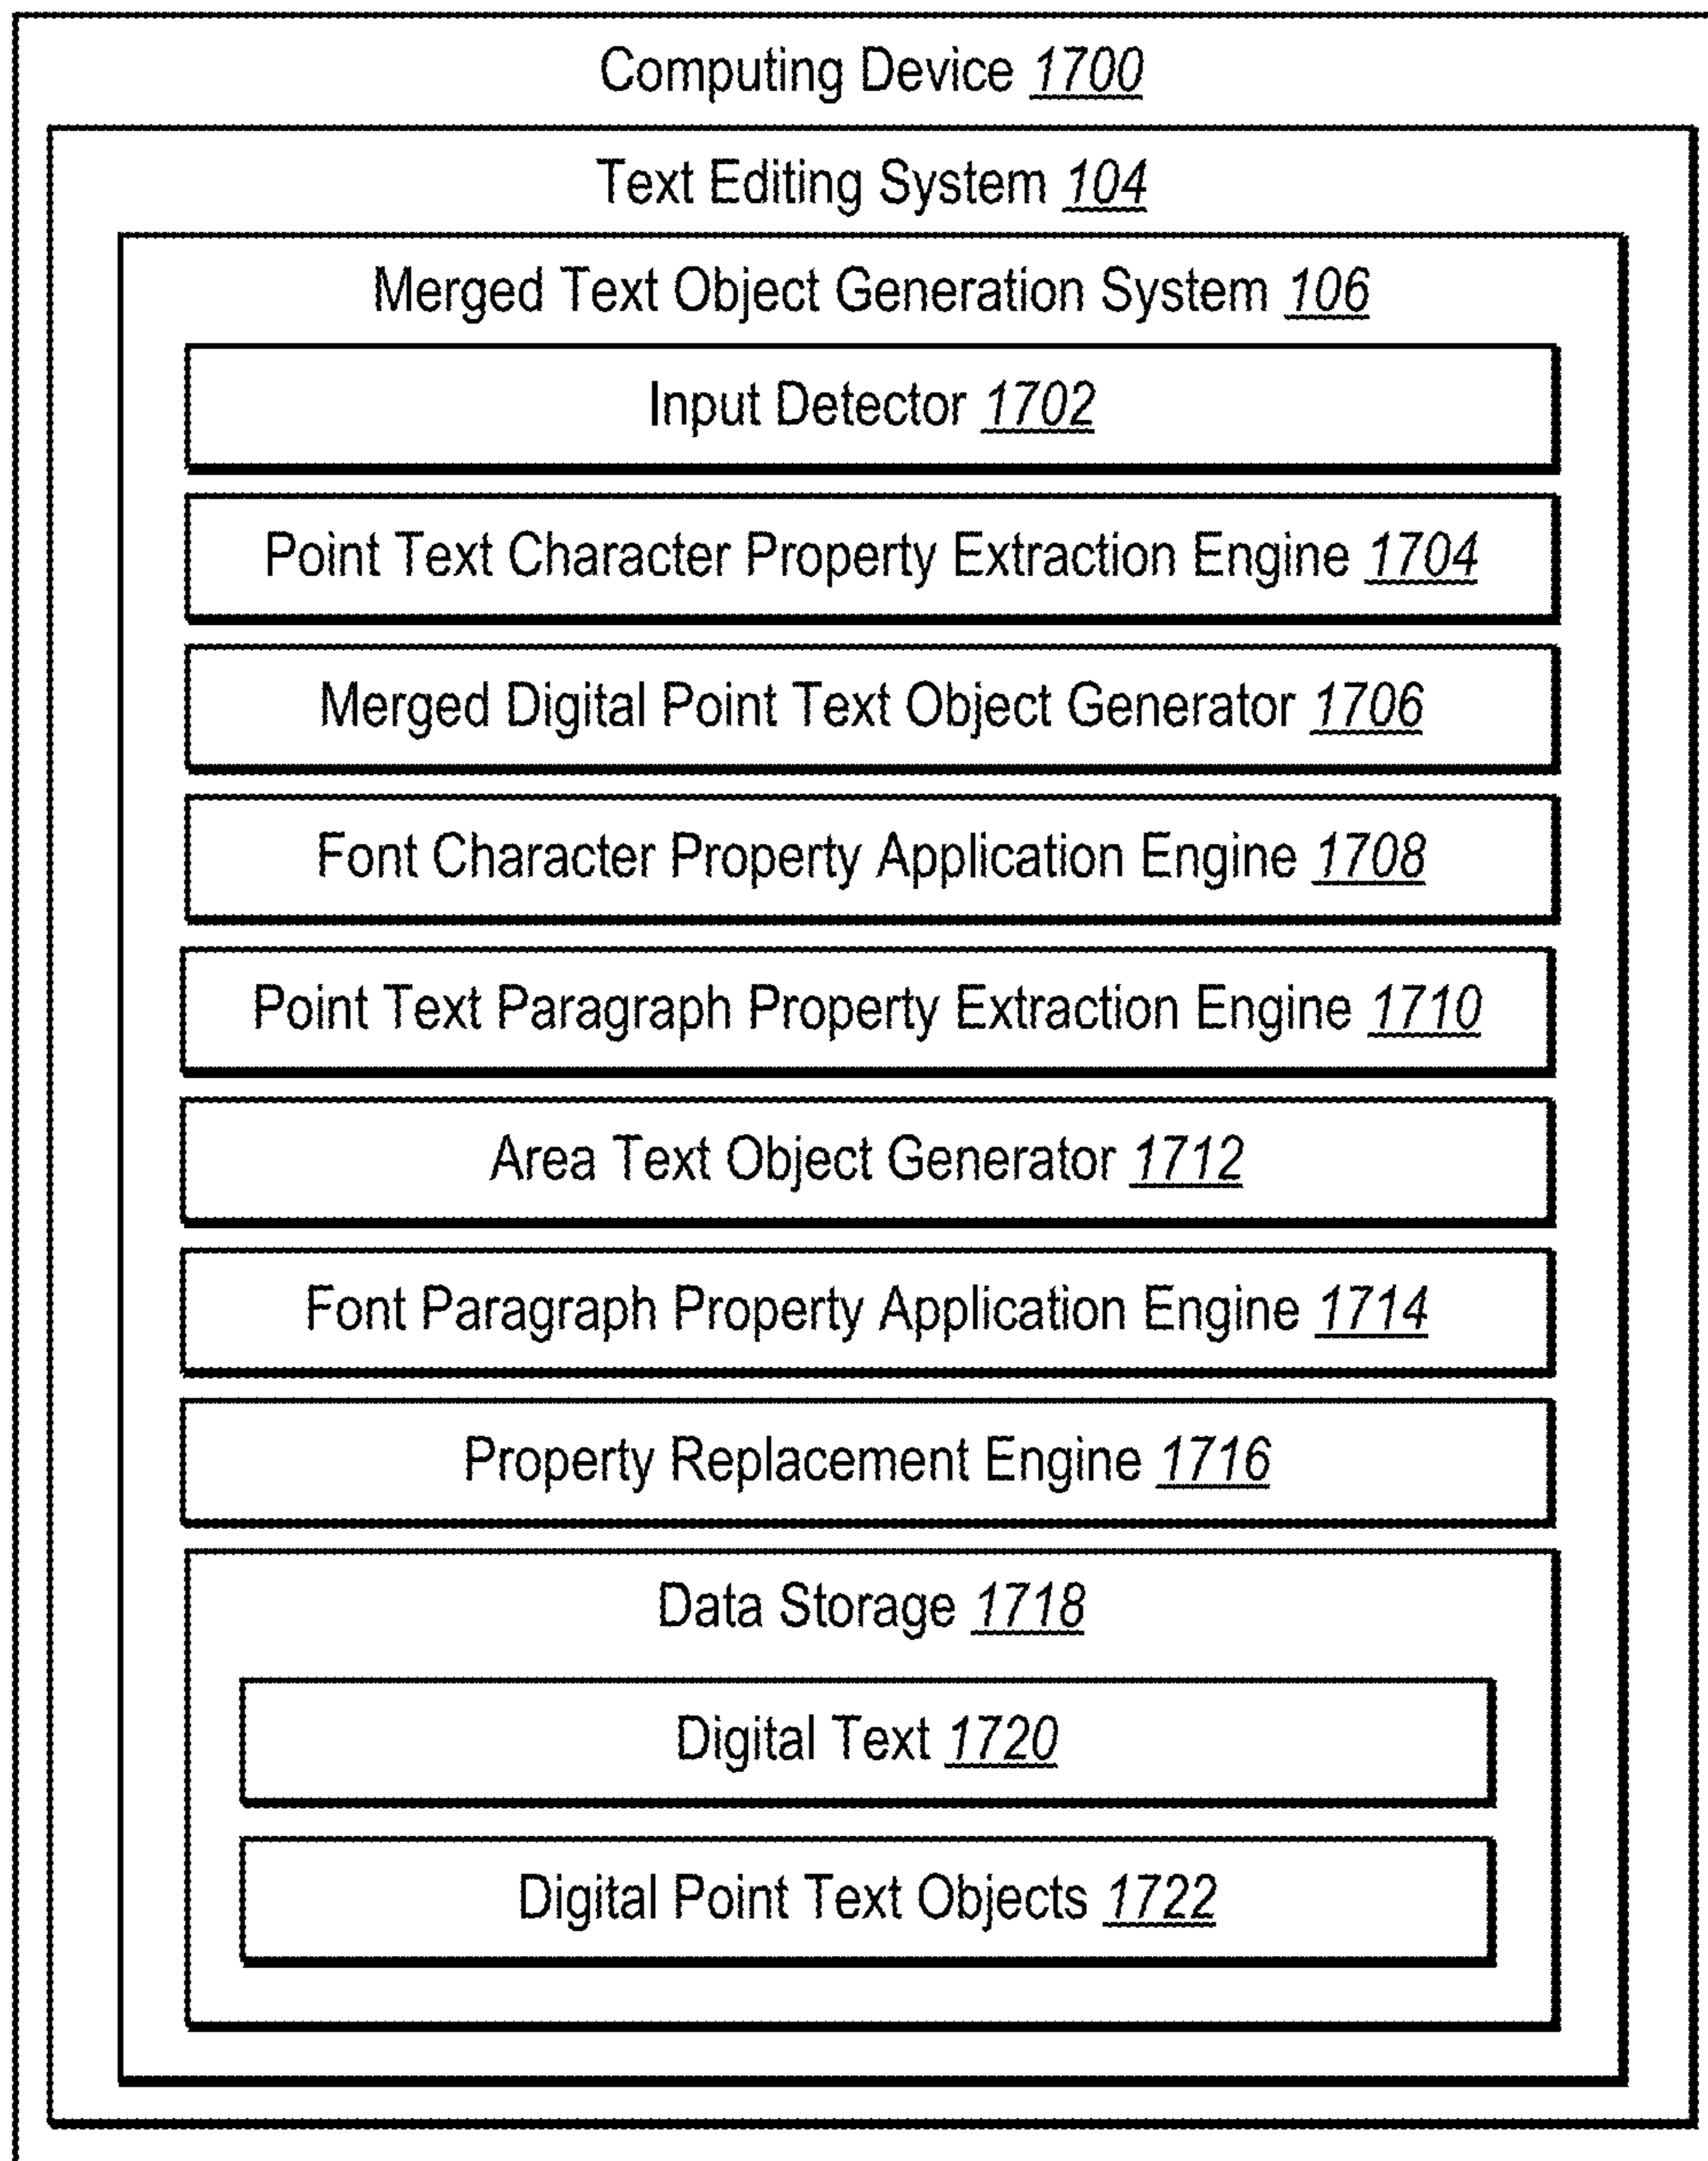 Computing Device 1700
Text Editing System 104
Merged Text Object Generation System 106
Input Detector 1702
Point Text Character Property Extraction Engine 1704
Merged Digital Point Text Object Generator 1706
Font Character Property Application Engine 1708
Point Text Paragraph Property Extraction Engine 1710
Area Text Object Generator 1712
Font Paragraph Property Application Engine 1714
Property Replacement Engine 1716
Data Storage 1718
Digital Text 1720
Digital Point Text Objects 1722